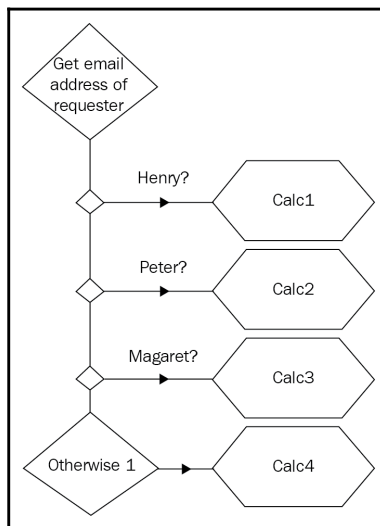 Get email
address of
requester
Henry?
Calc1
Peter?
Calc2
Magaret?
Calc3
Otherwise 1
Calc4